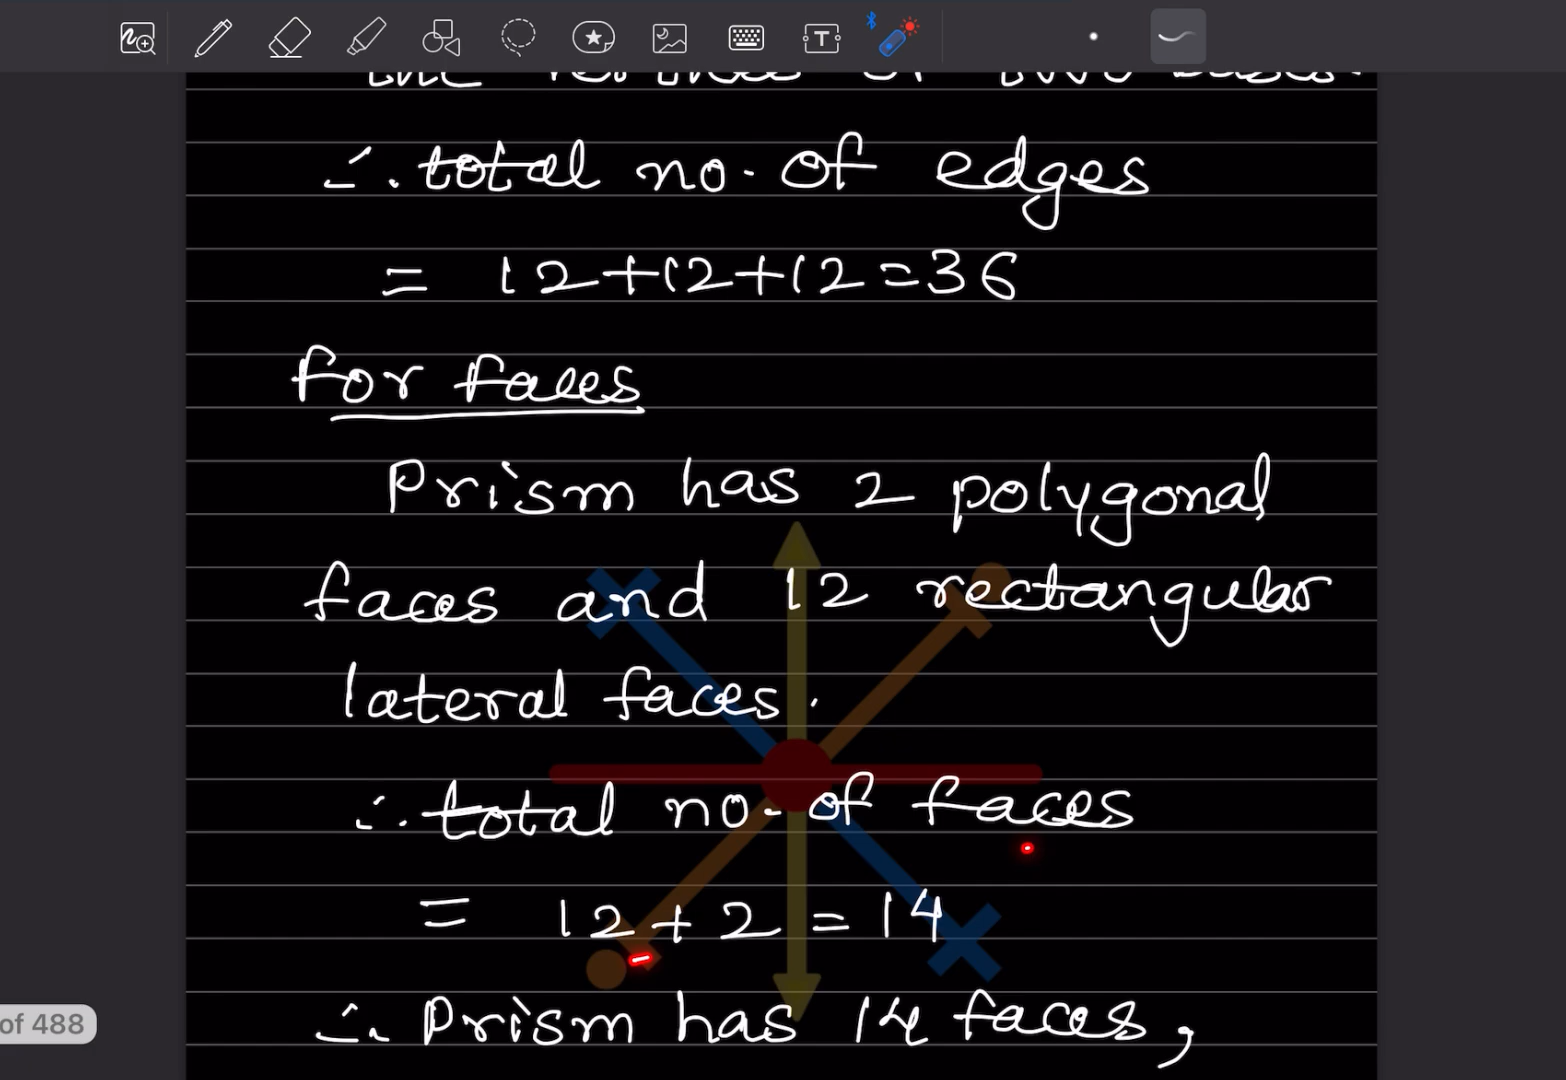 ∴ total no. of edges
= 12+12+12=36
for faces
Prism has 2 polygonal
faces and 12 rectangular
lateral faces.
∴ total no. of faces
= 12+2=14
∴ Prism has 14 faces,
of 488